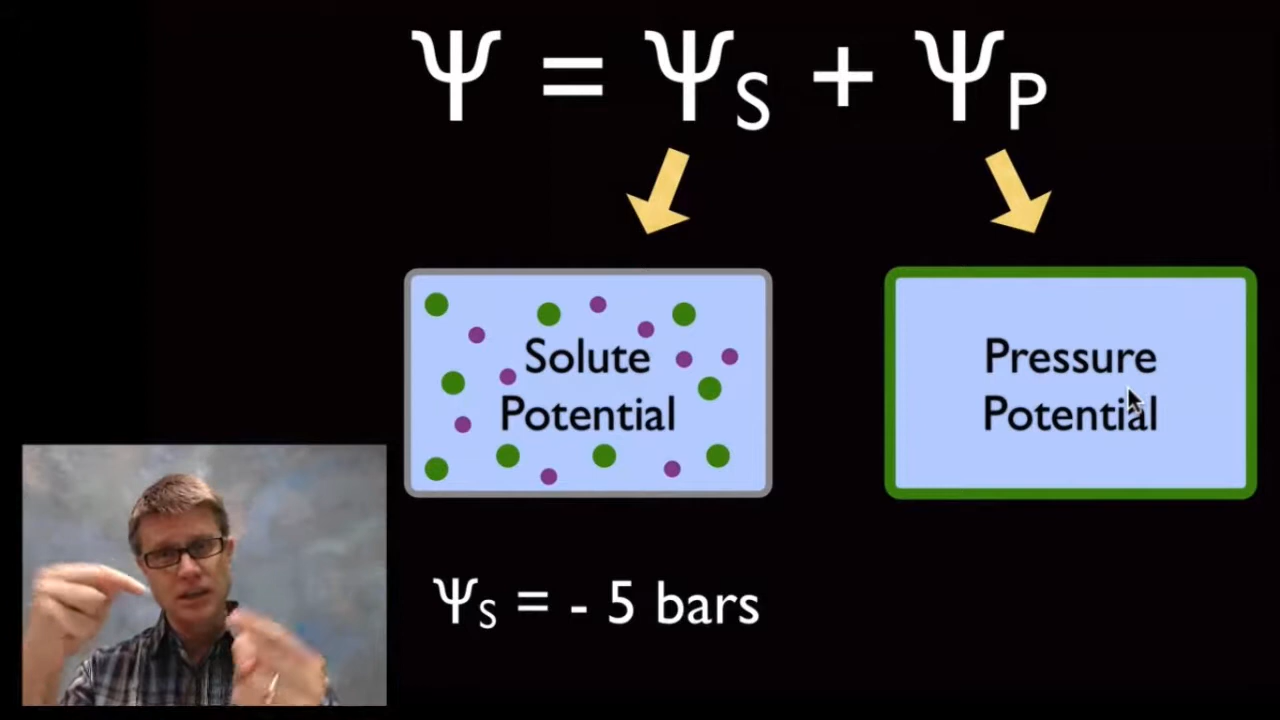 Ψ = ΨS + ΨP
Solute
Potential
Pressure
Potential
ΨS = - 5 bars